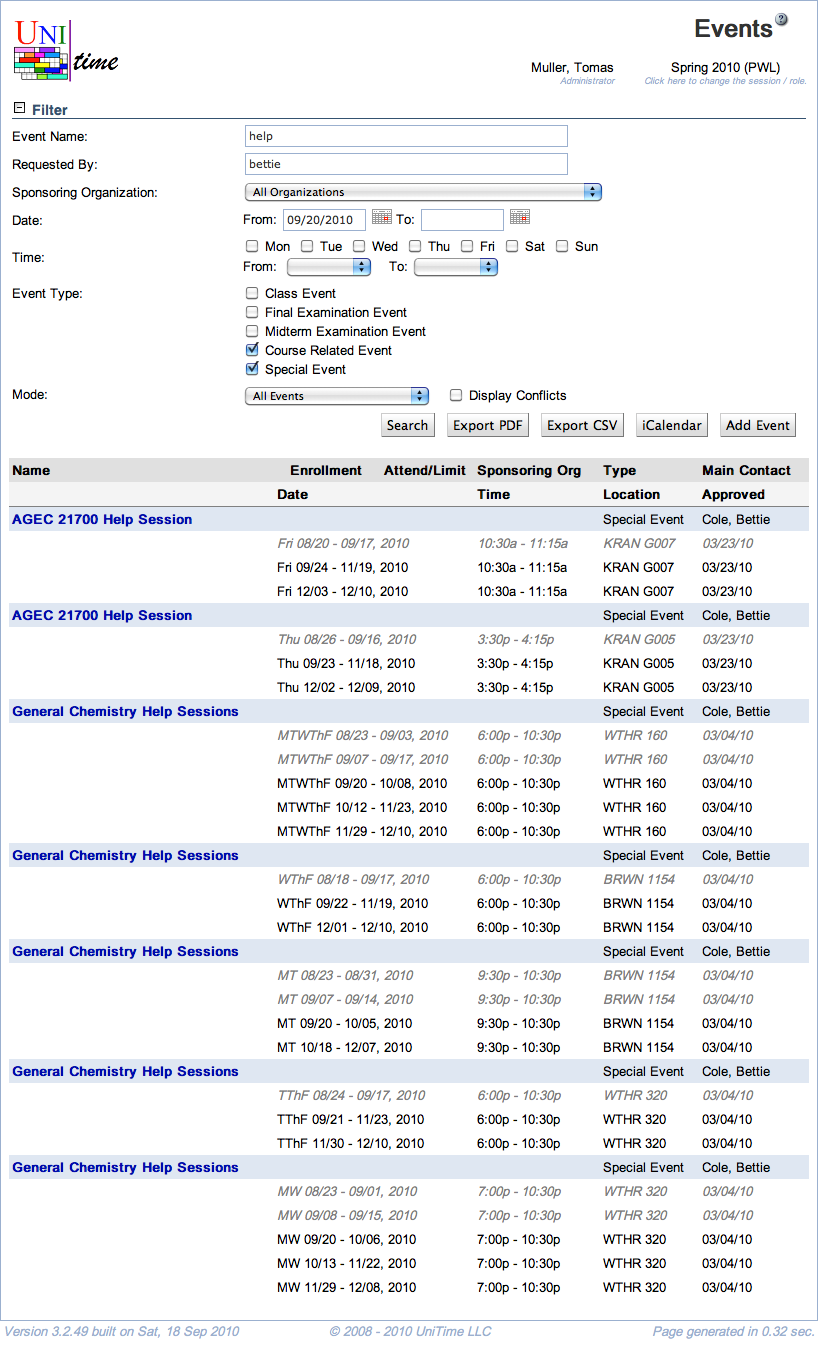 UNI time
Events ?
Muller, Tomas Spring 2010 (PWL)
Administrator Click here to change the session / role.
Filter
Event Name: help
Requested By: bettie
Sponsoring Organization: All Organizations
Date: From: 09/20/2010 To:
Time: Mon Tue Wed Thu Fri Sat Sun
From: To:
Event Type: Class Event
Final Examination Event
Midterm Examination Event
Course Related Event
Special Event
Mode: All Events Display Conflicts
Search Export PDF Export CSV iCalendar Add Event
Name Enrollment Attend/Limit Sponsoring Org Type Main Contact
Date Time Location Approved
AGEC 21700 Help Session Special Event Cole, Bettie
Fri 08/20 - 09/17, 2010 10:30a - 11:15a KRAN G007 03/23/10
Fri 09/24 - 11/19, 2010 10:30a - 11:15a KRAN G007 03/23/10
Fri 12/03 - 12/10, 2010 10:30a - 11:15a KRAN G007 03/23/10
AGEC 21700 Help Session Special Event Cole, Bettie
Thu 08/26 - 09/16, 2010 3:30p - 4:15p KRAN G005 03/23/10
Thu 09/23 - 11/18, 2010 3:30p - 4:15p KRAN G005 03/23/10
Thu 12/02 - 12/09, 2010 3:30p - 4:15p KRAN G005 03/23/10
General Chemistry Help Sessions Special Event Cole, Bettie
MTWThF 08/23 - 09/03, 2010 6:00p - 10:30p WTHR 160 03/04/10
MTWThF 09/07 - 09/17, 2010 6:00p - 10:30p WTHR 160 03/04/10
MTWThF 09/20 - 10/08, 2010 6:00p - 10:30p WTHR 160 03/04/10
MTWThF 10/12 - 11/23, 2010 6:00p - 10:30p WTHR 160 03/04/10
MTWThF 11/29 - 12/10, 2010 6:00p - 10:30p WTHR 160 03/04/10
General Chemistry Help Sessions Special Event Cole, Bettie
WThF 08/18 - 09/17, 2010 6:00p - 10:30p BRWN 1154 03/04/10
WThF 09/22 - 11/19, 2010 6:00p - 10:30p BRWN 1154 03/04/10
WThF 12/01 - 12/10, 2010 6:00p - 10:30p BRWN 1154 03/04/10
General Chemistry Help Sessions Special Event Cole, Bettie
MT 08/23 - 08/31, 2010 9:30p - 10:30p BRWN 1154 03/04/10
MT 09/07 - 09/14, 2010 9:30p - 10:30p BRWN 1154 03/04/10
MT 09/20 - 10/05, 2010 9:30p - 10:30p BRWN 1154 03/04/10
MT 10/18 - 12/07, 2010 9:30p - 10:30p BRWN 1154 03/04/10
General Chemistry Help Sessions Special Event Cole, Bettie
TThF 08/24 - 09/17, 2010 6:00p - 10:30p WTHR 320 03/04/10
TThF 09/21 - 11/23, 2010 6:00p - 10:30p WTHR 320 03/04/10
TThF 11/30 - 12/10, 2010 6:00p - 10:30p WTHR 320 03/04/10
General Chemistry Help Sessions Special Event Cole, Bettie
MW 08/23 - 09/01, 2010 7:00p - 10:30p WTHR 320 03/04/10
MW 09/08 - 09/15, 2010 7:00p - 10:30p WTHR 320 03/04/10
MW 09/20 - 10/06, 2010 7:00p - 10:30p WTHR 320 03/04/10
MW 10/13 - 11/22, 2010 7:00p - 10:30p WTHR 320 03/04/10
MW 11/29 - 12/08, 2010 7:00p - 10:30p WTHR 320 03/04/10
Version 3.2.49 built on Sat, 18 Sep 2010 © 2008 - 2010 UniTime LLC Page generated in 0.32 sec.